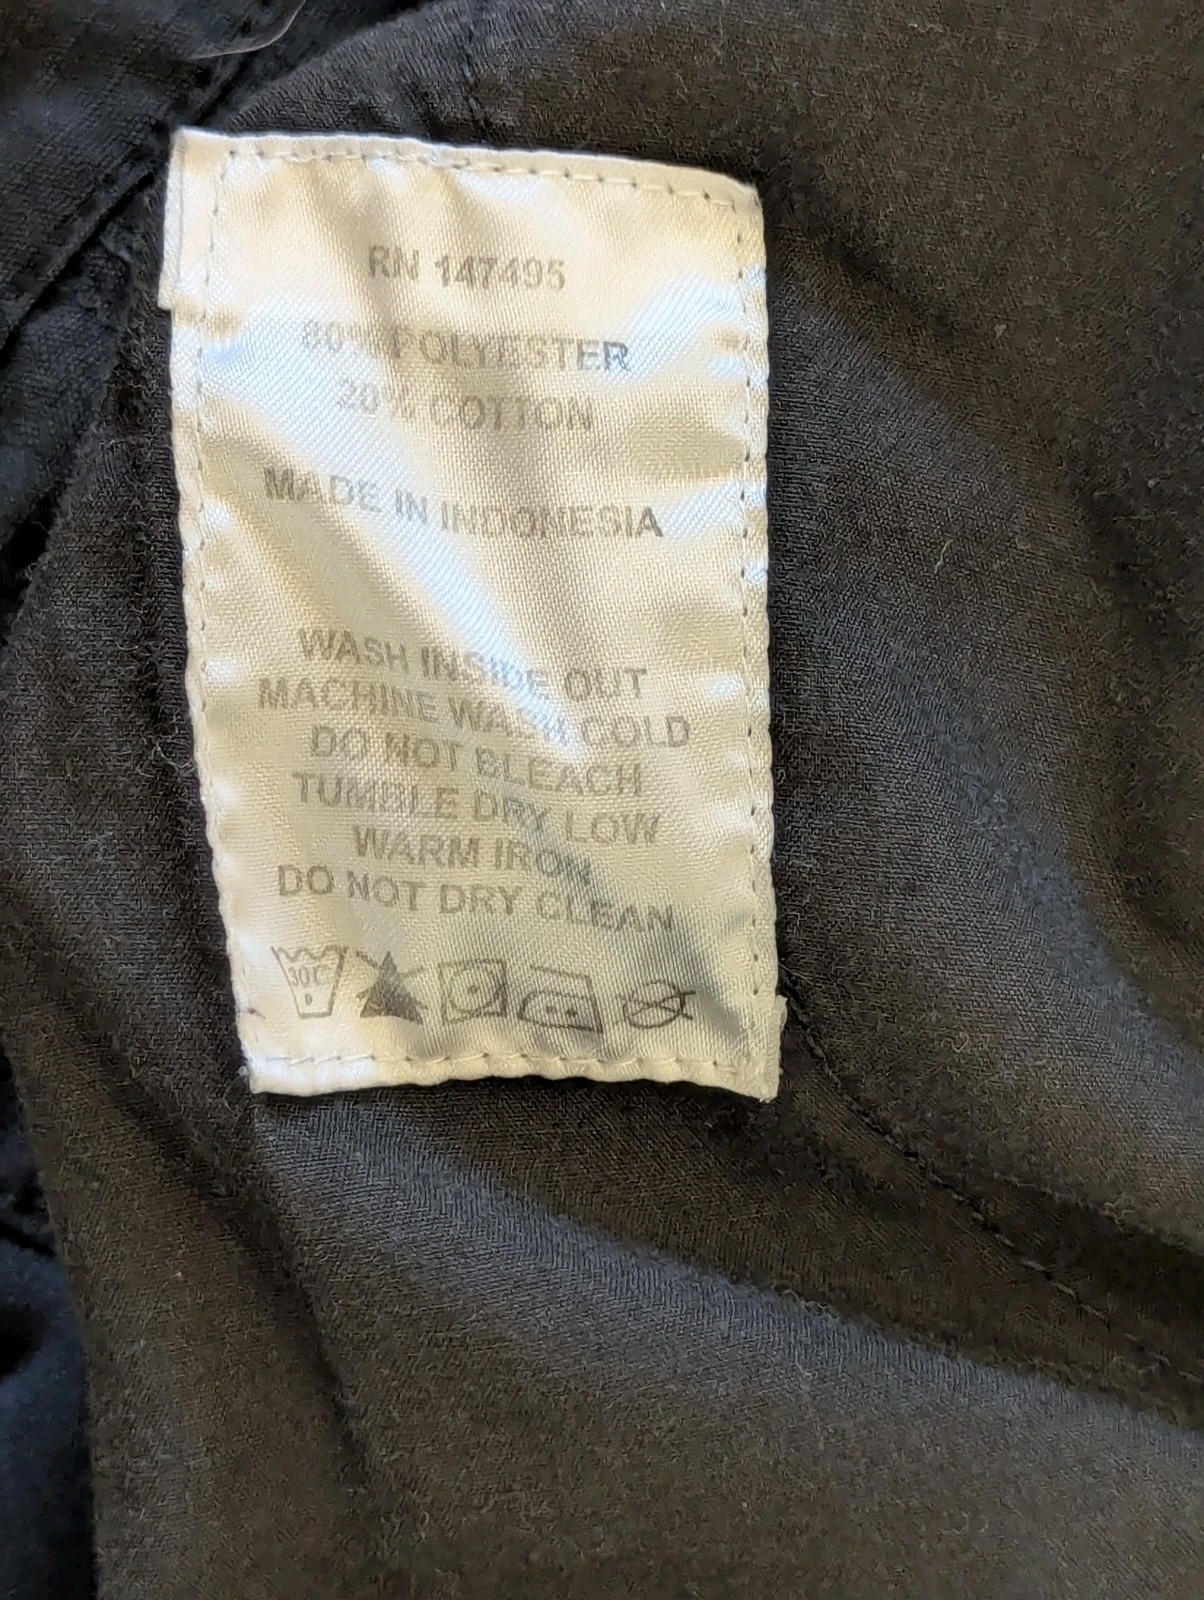 RN 147495
80% POLYESTER
20% COTTON
MADE IN INDONESIA
WASH INSIDE OUT
MACHINE WASH COLD
DO NOT BLEACH
TUMBLE DRY LOW
WARM IRON
DO NOT DRY CLEAN
30C